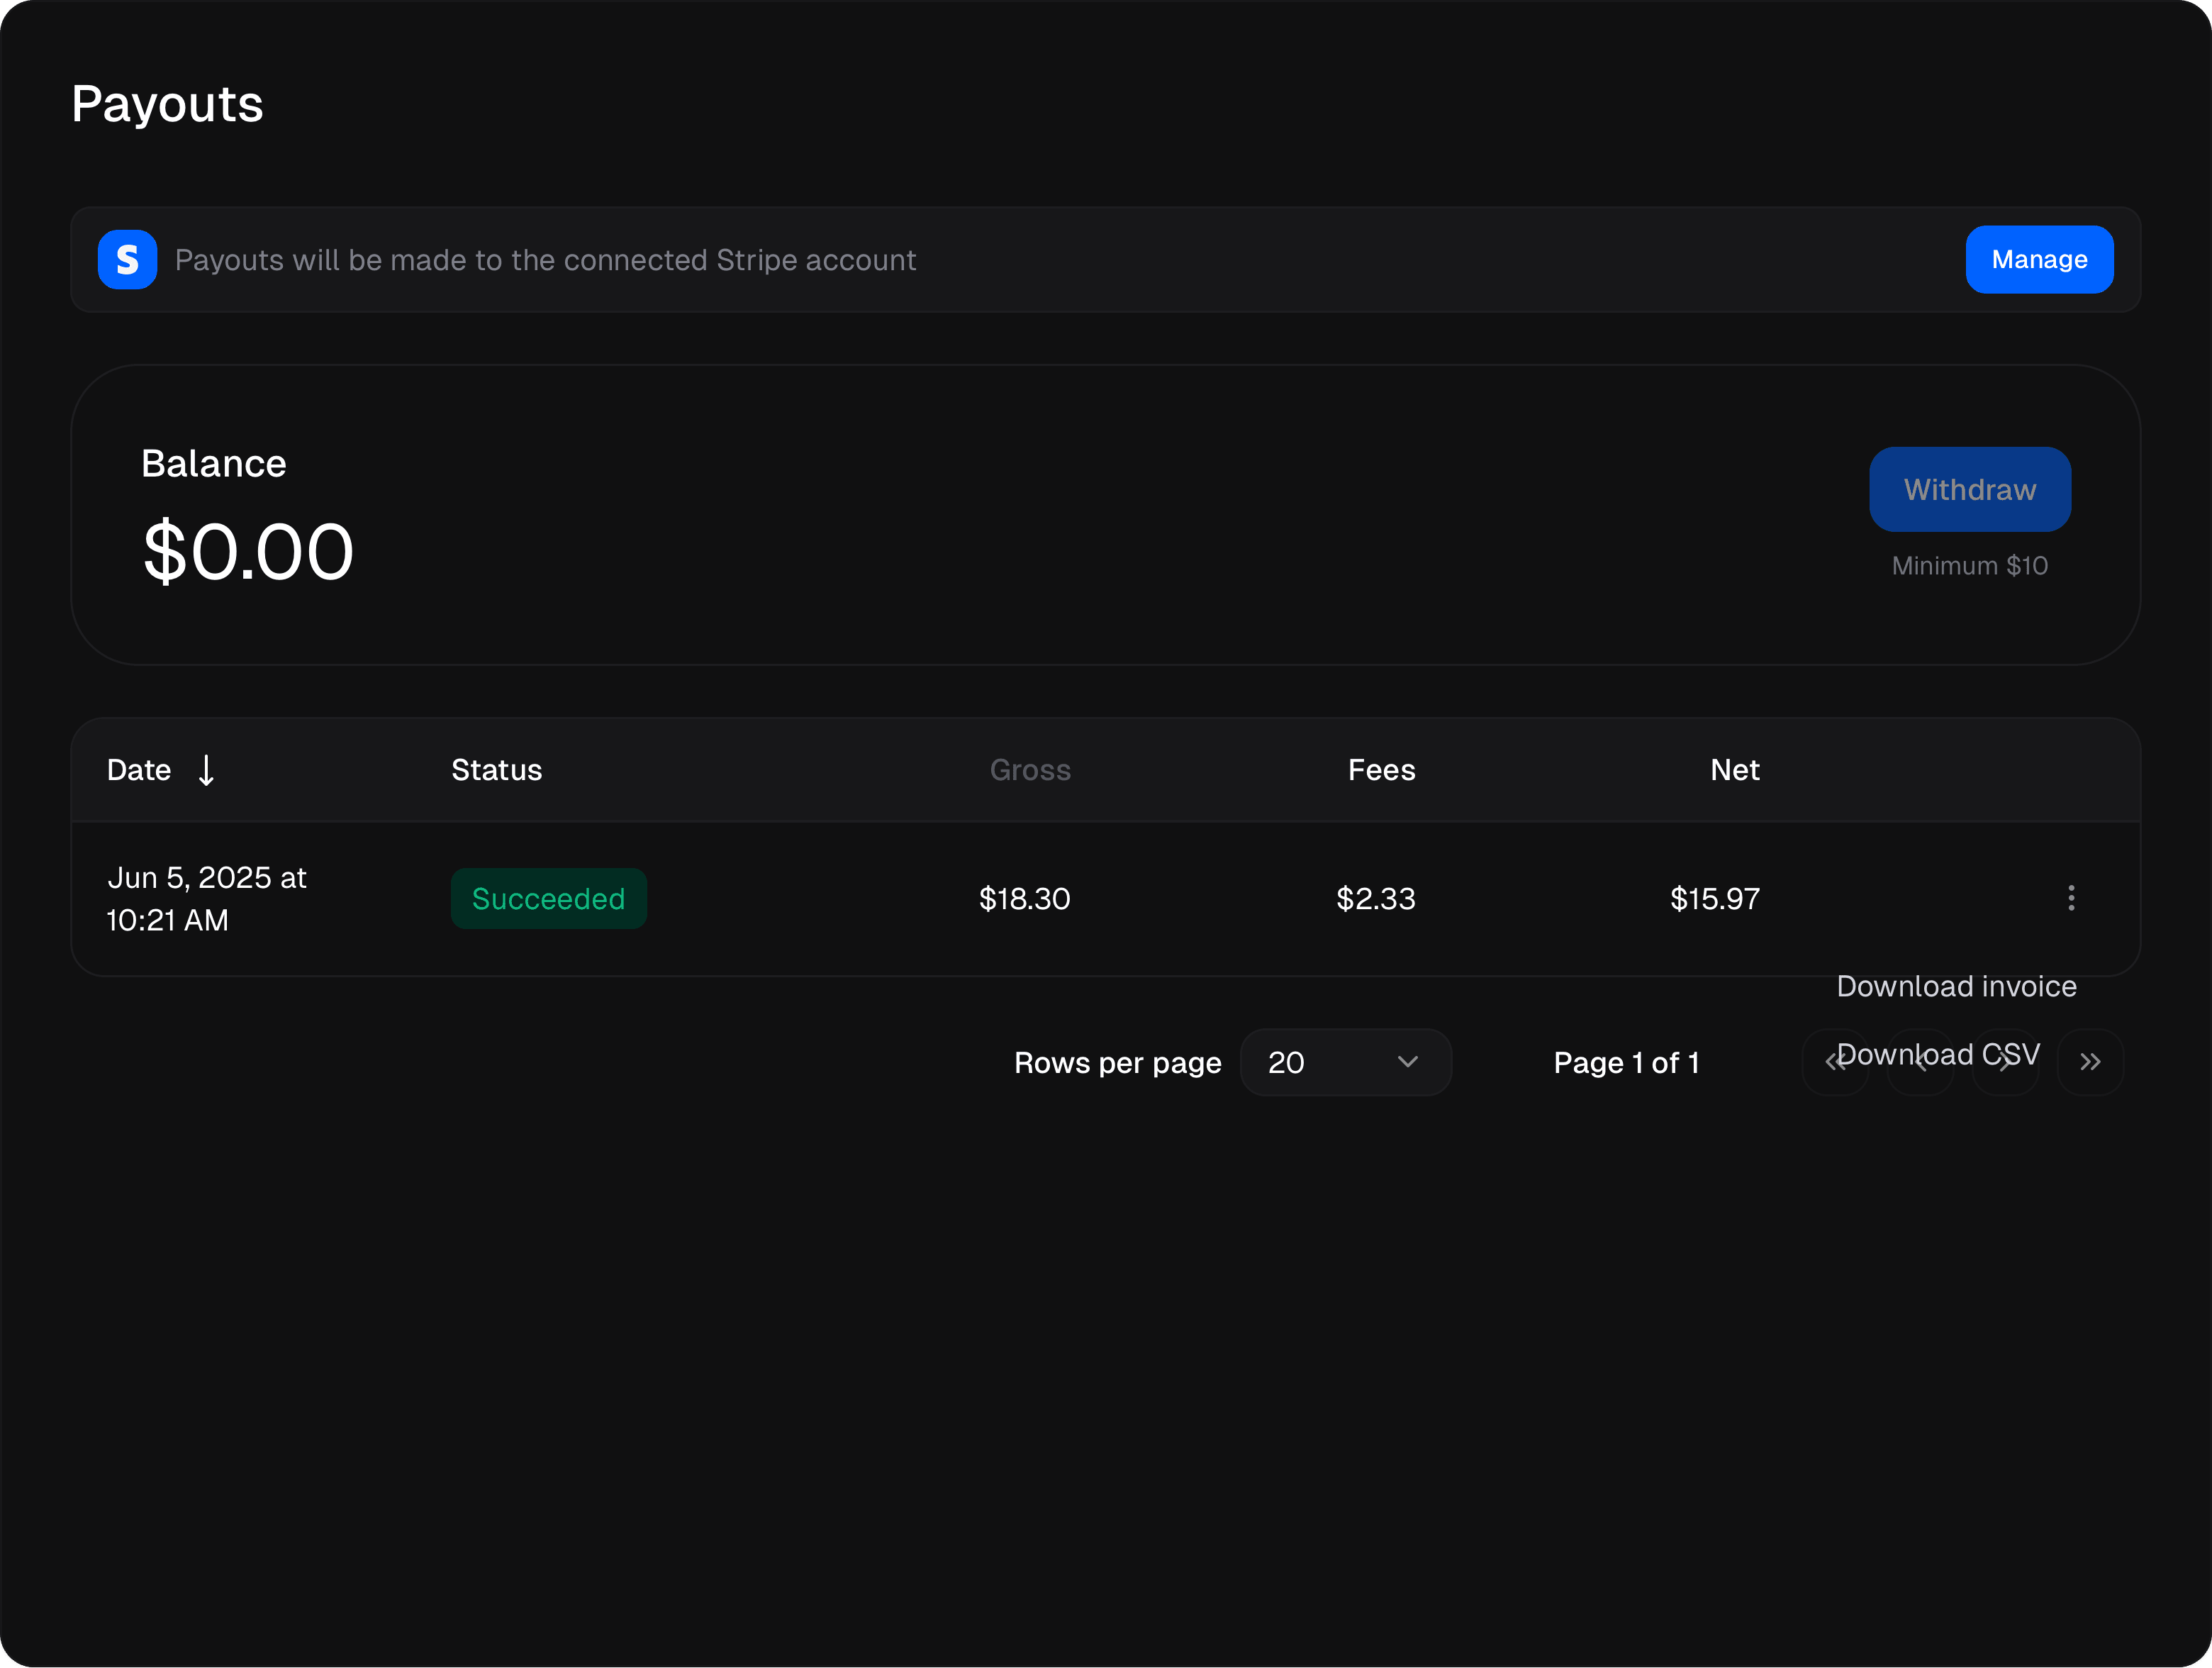 Payouts
S Payouts will be made to the connected Stripe account Manage
Balance
$0.00
Withdraw
Minimum $10
Date ↓ Status Gross Fees Net
Jun 5, 2025 at
10:21 AM
Succeeded $18.30 $2.33 $15.97
Download invoice
Download CSV
Rows per page 20 Page 1 of 1